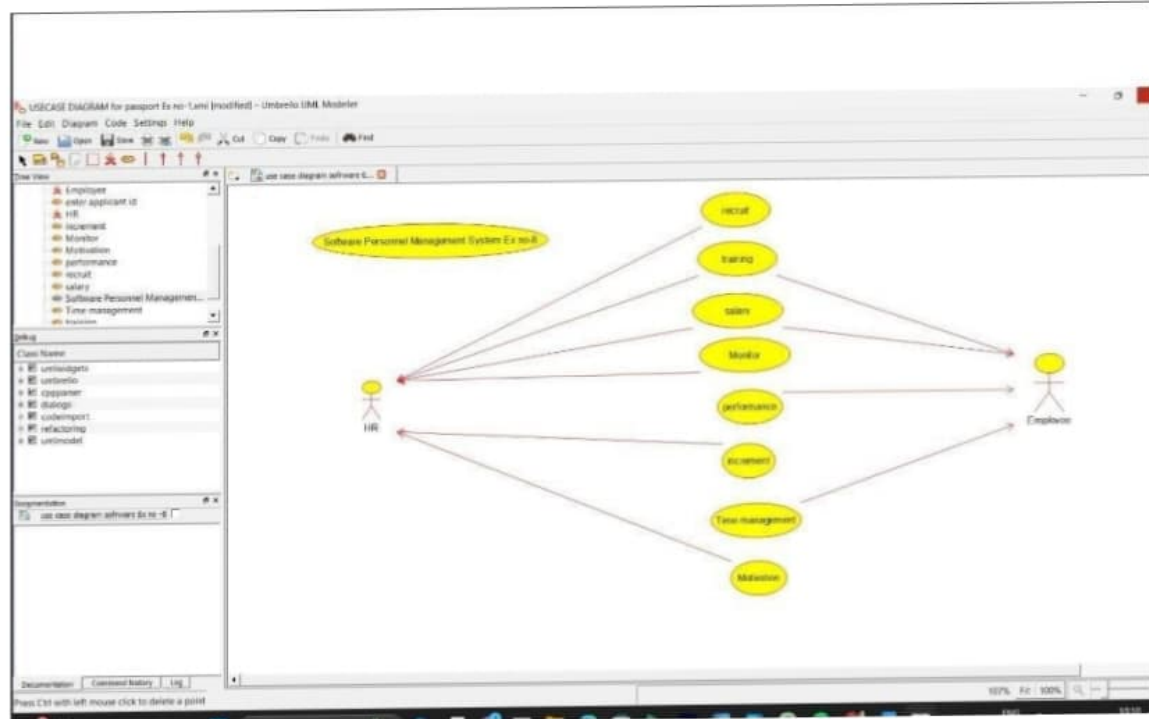 USECASE DIAGRAM for passport Ex no-1.xmi [modified] – Umbrello UML Modeler
File Edit Diagram Code Settings Help
New Open Save Cut Copy Find
Tree View
use case diagram software E...
Employee
enter applicant id
HR
increment
Monitor
Motivation
performance
recruit
salary
Software Personnel Managemen...
Time management
training
Debug
Class Name
umlwidgets
umbrello
cppparser
dialogs
codeimport
refactoring
umlmodel
Documentation
use case diagram software Ex no -8
Documentation Command history Log
Press Ctrl with left mouse click to delete a point
Software Personnel Management System Ex no-8
recruit
training
salary
Monitor
performance
increment
Time management
Motivation
HR
Employee
107% Fit 100%
ENG